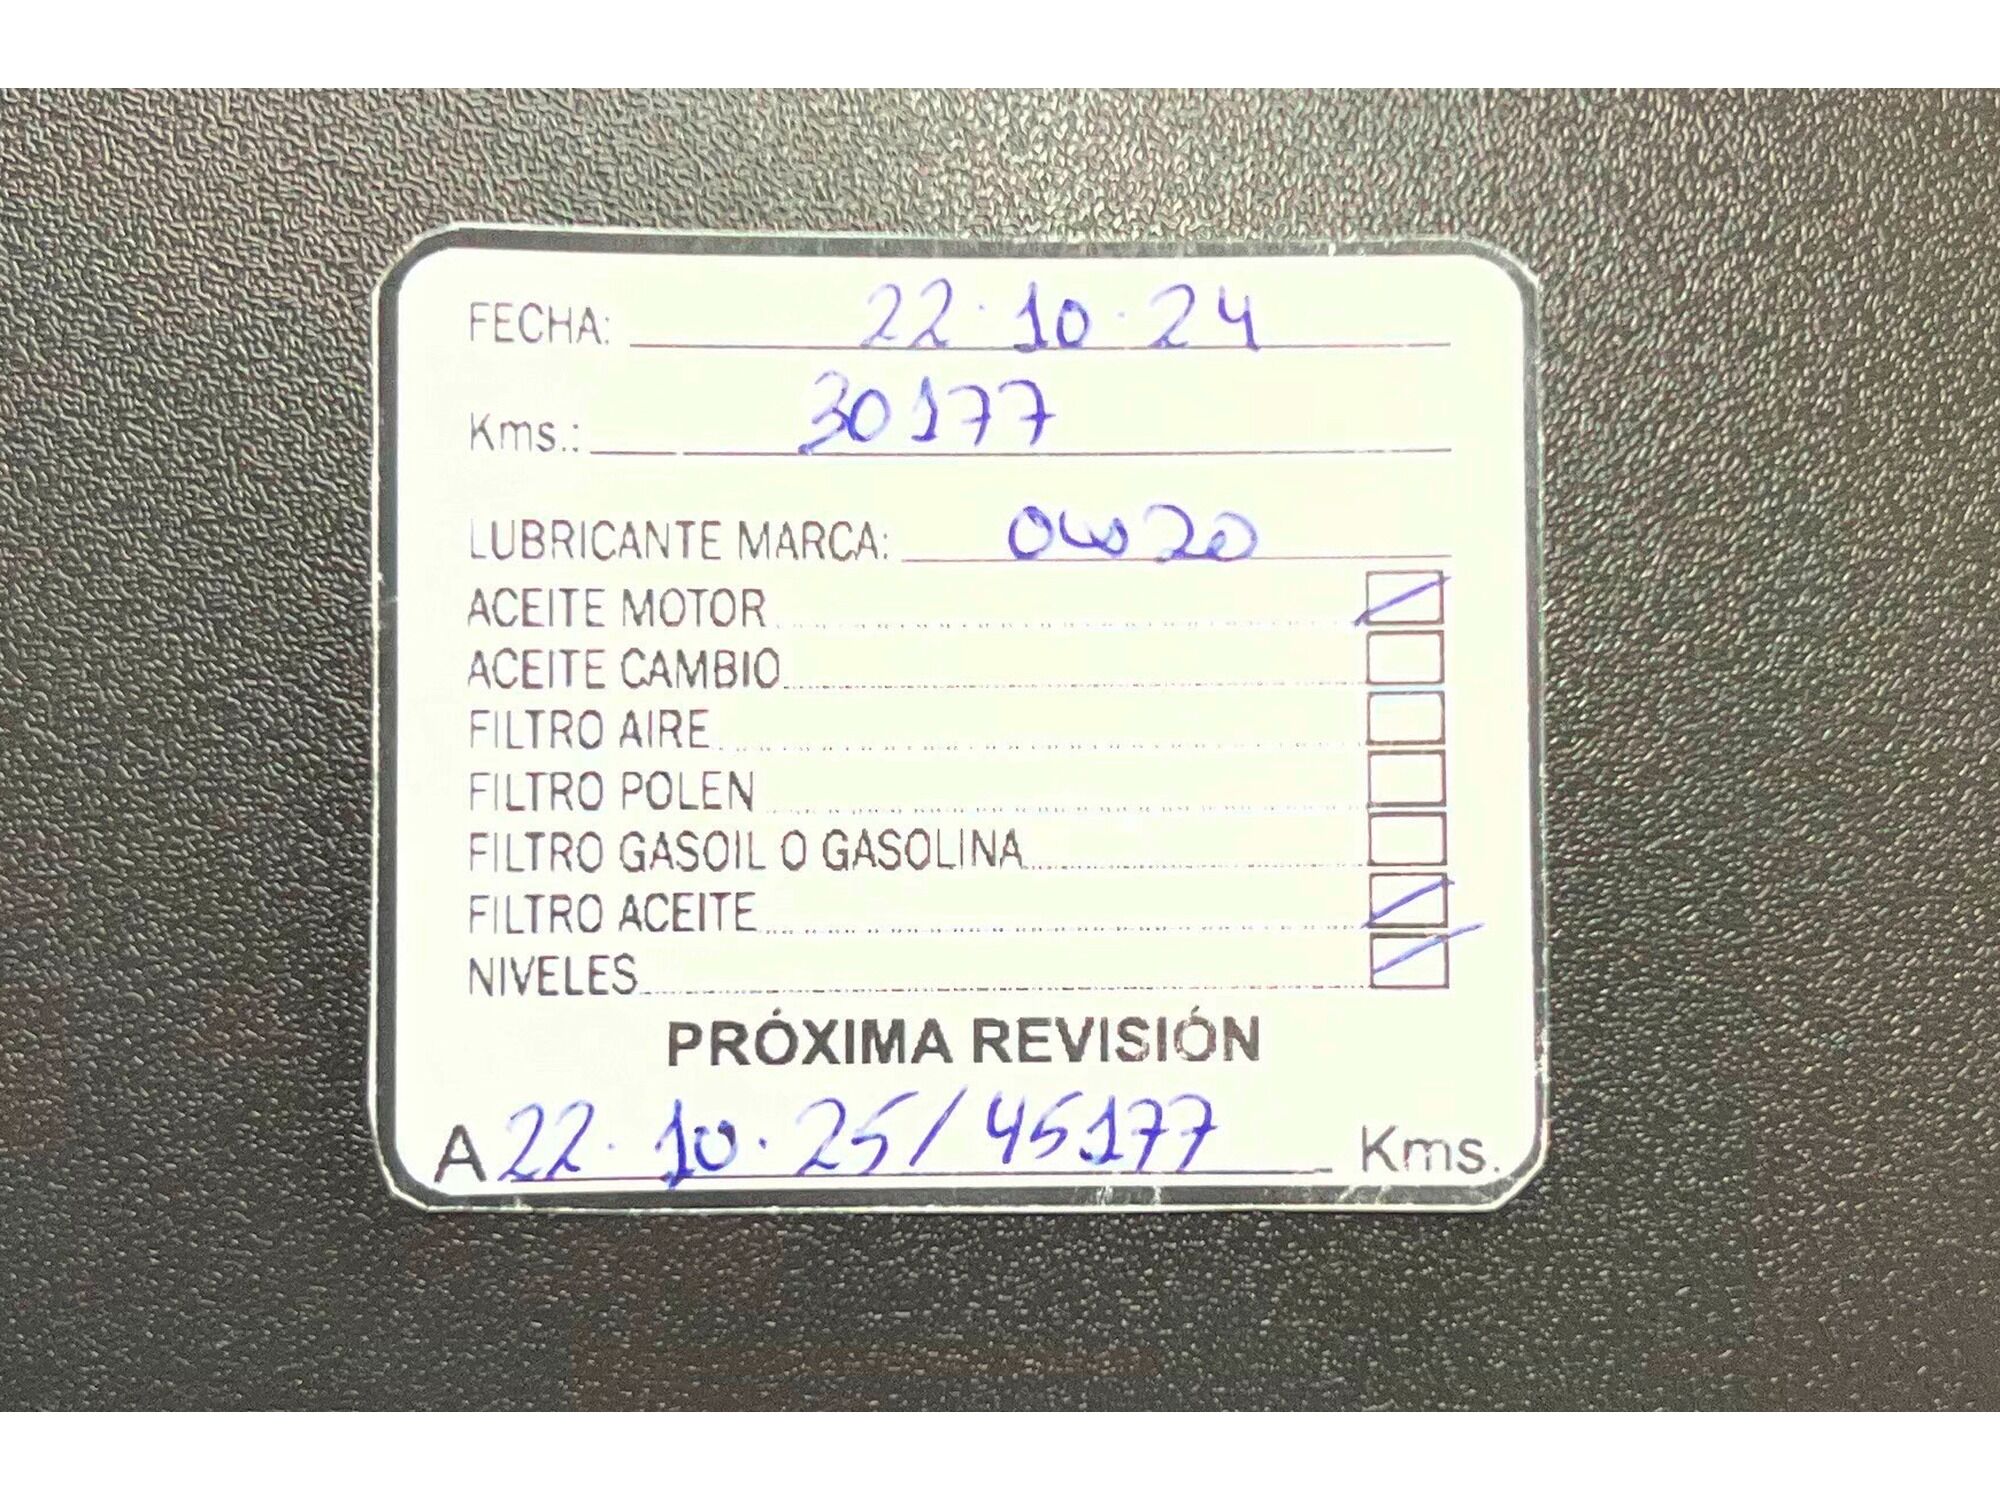 FECHA: 22.10.24
Kms.: 30177
LUBRICANTE MARCA: 0W20
ACEITE MOTOR
ACEITE CAMBIO
FILTRO AIRE
FILTRO POLEN
FILTRO GASOIL O GASOLINA
FILTRO ACEITE
NIVELES
PRÓXIMA REVISIÓN
A 22.10.25/45177 Kms.